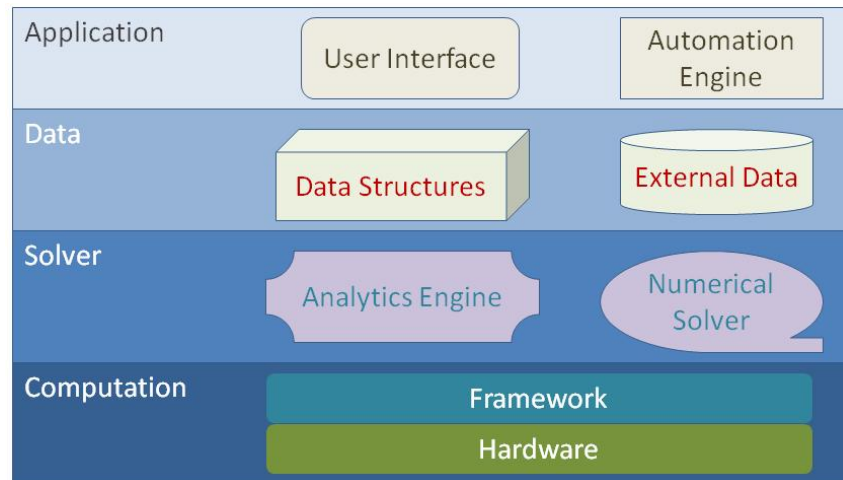 Application
User Interface
Automation
Engine
Data
Data Structures
External Data
Solver
Analytics Engine
Numerical
Solver
Computation
Framework
Hardware